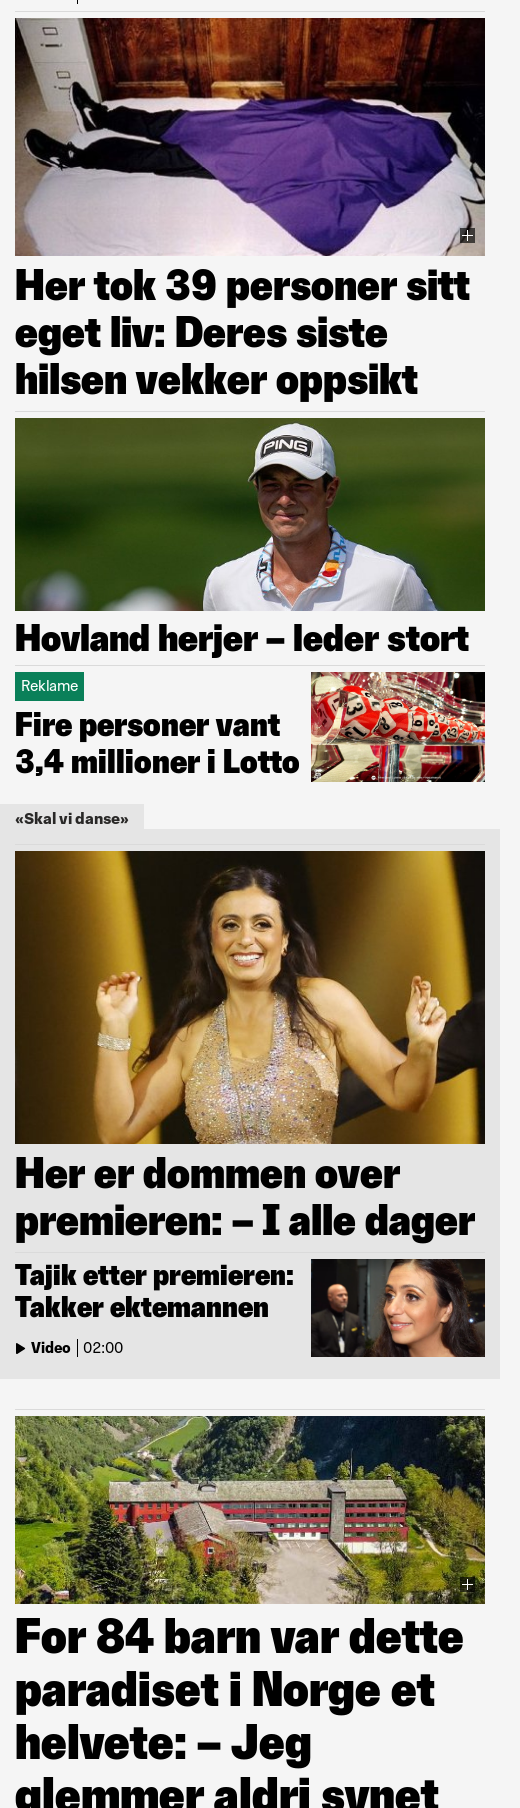 Her tok 39 personer sitt
eget liv: Deres siste
hilsen vekker oppsikt
PING
Hovland herjer – leder stort
Reklame
Fire personer vant
3,4 millioner i Lotto
«Skal vi danse»
Her er dommen over
premieren: – I alle dager
Tajik etter premieren:
Takker ektemannen
Video 02:00
For 84 barn var dette
paradiset i Norge et
helvete: – Jeg
glemmer aldri synet